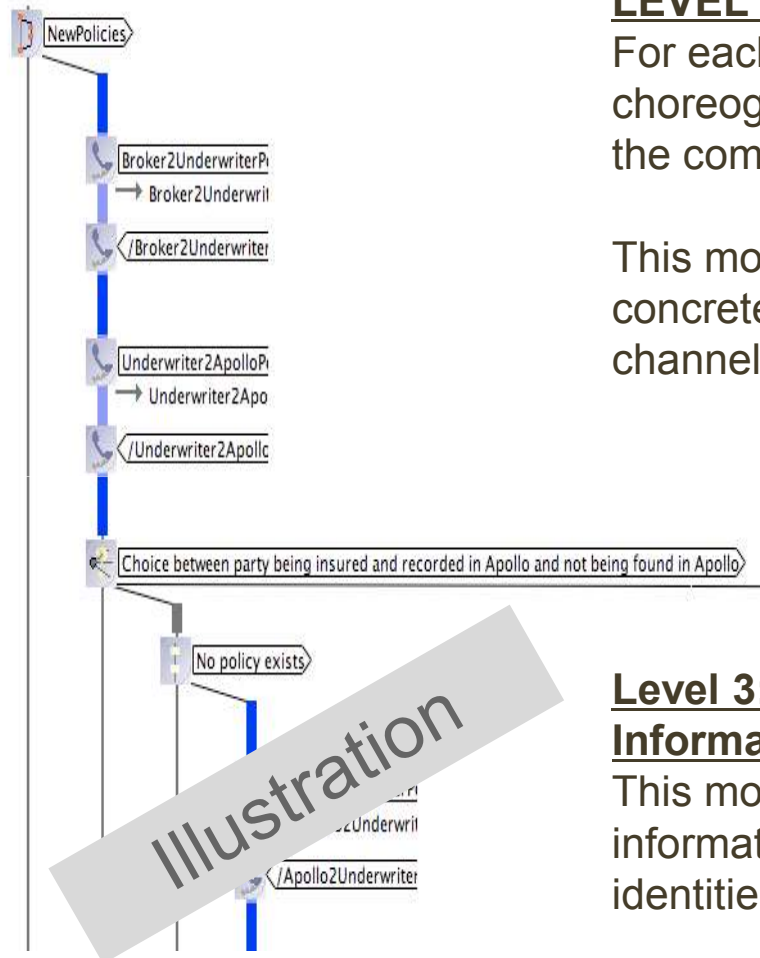 NewPolicies
Broker2UnderwriterP
Broker2Underwrit
/Broker2Underwriter
Underwriter2ApolloP
Underwriter2Apo
/Underwriter2Apollo
Choice between party being insured and recorded in Apollo and not being found in Apollo
No policy exists
2Underwrit
/Apollo2Underwriter
Illustration
LEVEL
For each
choreog
the com
This mo
concrete
channel
Level 3
Informa
This mo
informat
identitie